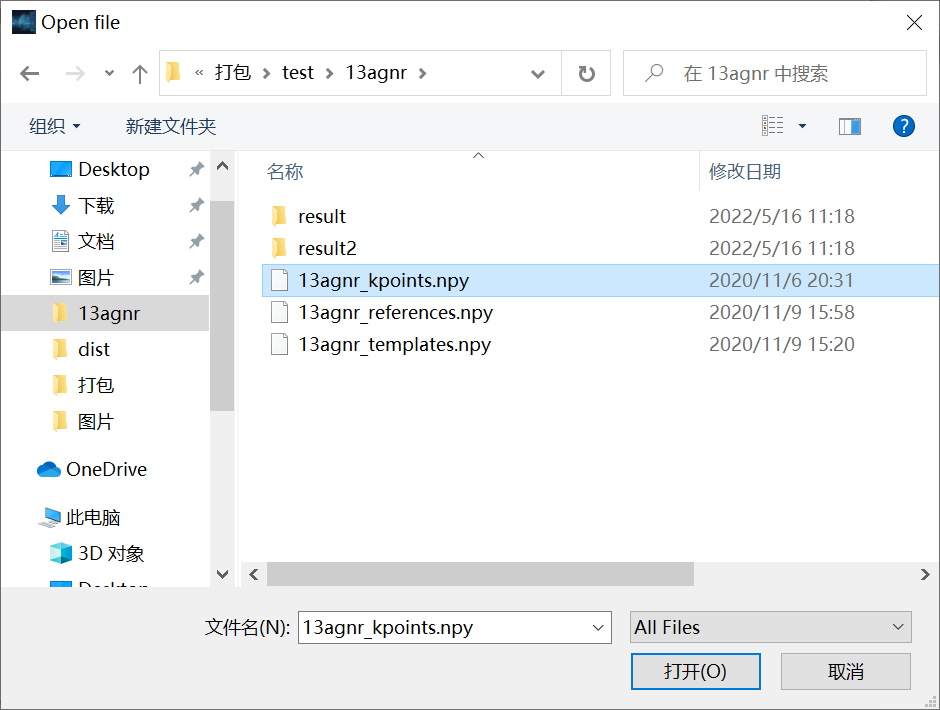 Open file
« 打包 › test › 13agnr ›
在 13agnr 中搜索
组织
新建文件夹
?
Desktop
下载
文档
图片
13agnr
dist
打包
图片
OneDrive
此电脑
3D 对象
Desktop
名称 修改日期
result 2022/5/16 11:18
result2 2022/5/16 11:18
13agnr_kpoints.npy 2020/11/6 20:31
13agnr_references.npy 2020/11/9 15:58
13agnr_templates.npy 2020/11/9 15:20
文件名(N): 13agnr_kpoints.npy
All Files
打开(O) 取消